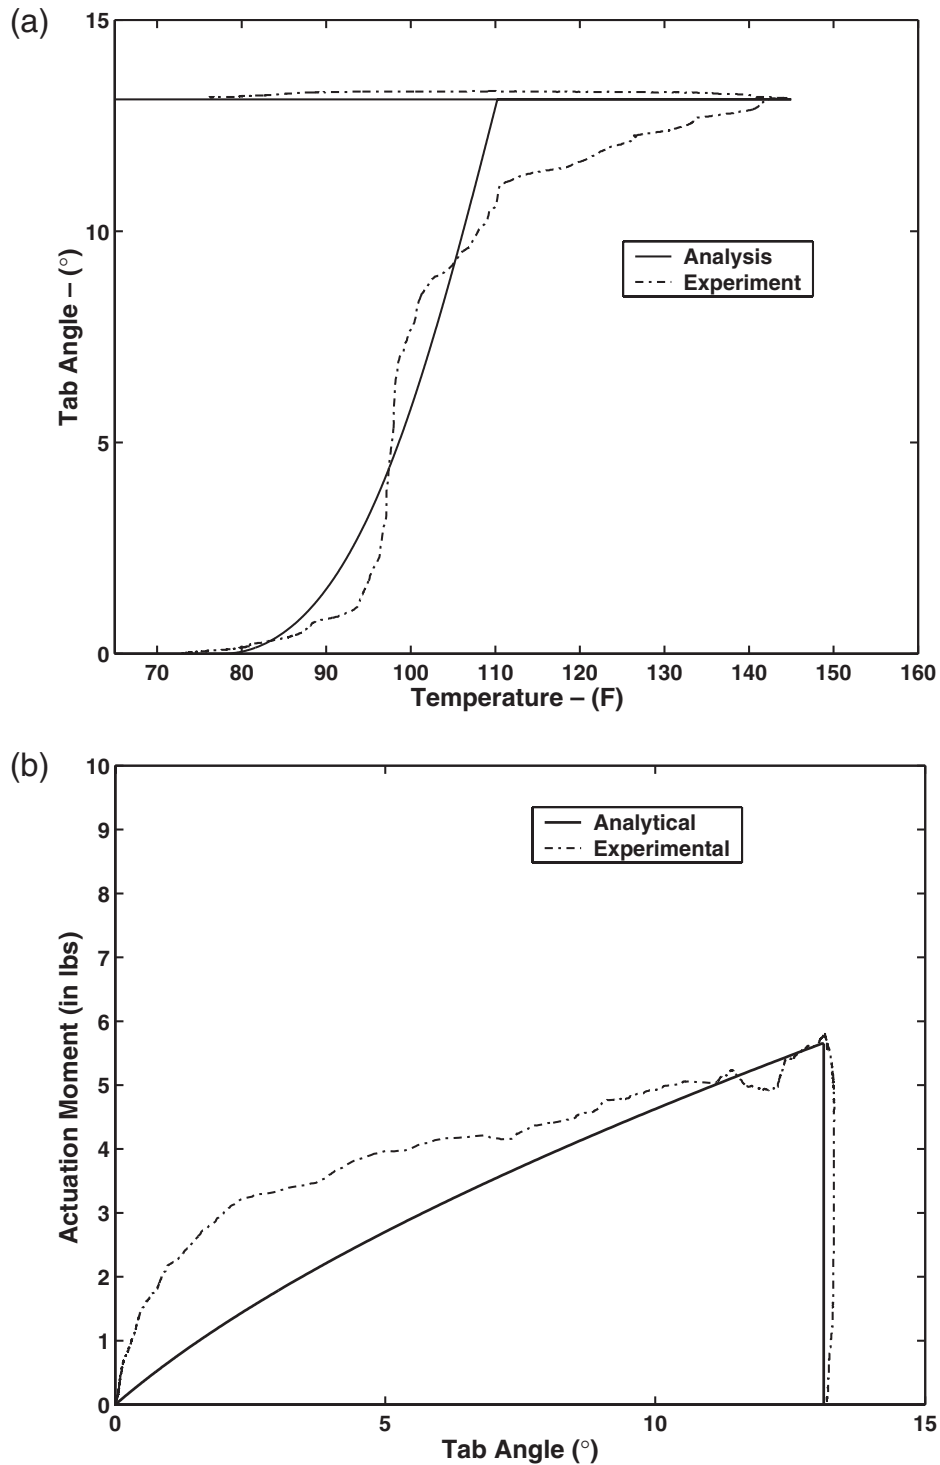 (a)
15
10
5
0
Tab Angle – (°)
Analysis
Experiment
70 80 90 100 110 120 130 140 150 160
Temperature – (F)
(b)
10
9
8
7
6
5
4
3
2
1
0
Actuation Moment (in lbs)
Analytical
Experimental
0 5 10 15
Tab Angle (°)